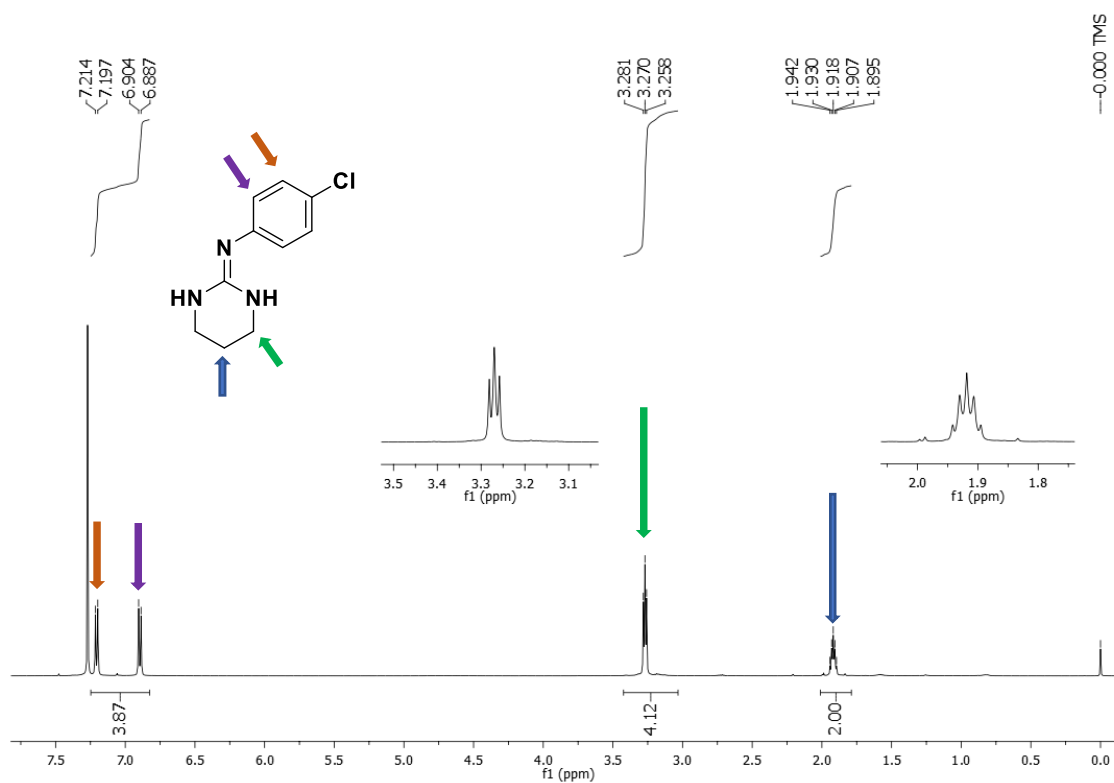 7.214
7.197
6.904
6.887
3.281
3.270
3.258
1.942
1.930
1.918
1.907
1.895
-0.000 TMS
Cl
N
HN
NH
3.5 3.4 3.3 3.2 3.1
f1 (ppm)
2.0 1.9 1.8
f1 (ppm)
3.87
4.12
2.00
7.5 7.0 6.5 6.0 5.5 5.0 4.5 4.0 3.5 3.0 2.5 2.0 1.5 1.0 0.5 0.0
f1 (ppm)